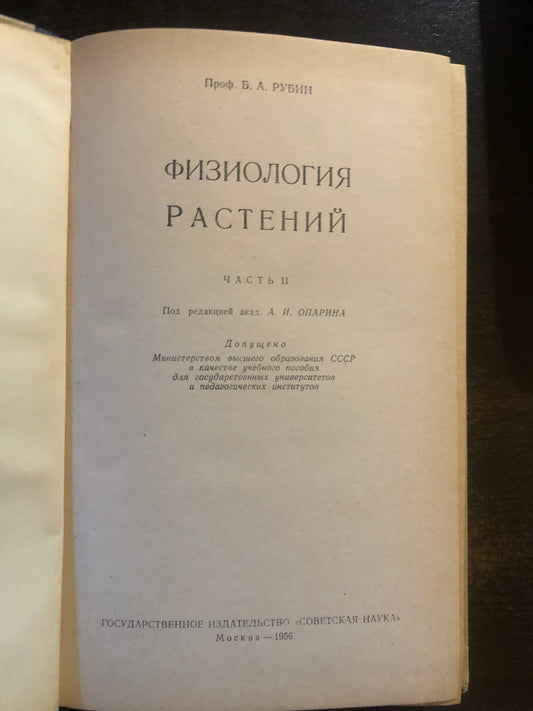 Проф. Б. А. РУБИН
ФИЗИОЛОГИЯ
РАСТЕНИЙ
ЧАСТЬ II
Под редакцией акад. А. И. ОПАРИНА
Допущено
Министерством высшего образования СССР
в качестве учебного пособия
для государственных университетов
и педагогических институтов
ГОСУДАРСТВЕННОЕ ИЗДАТЕЛЬСТВО «СОВЕТСКАЯ НАУКА»
Москва — 1956